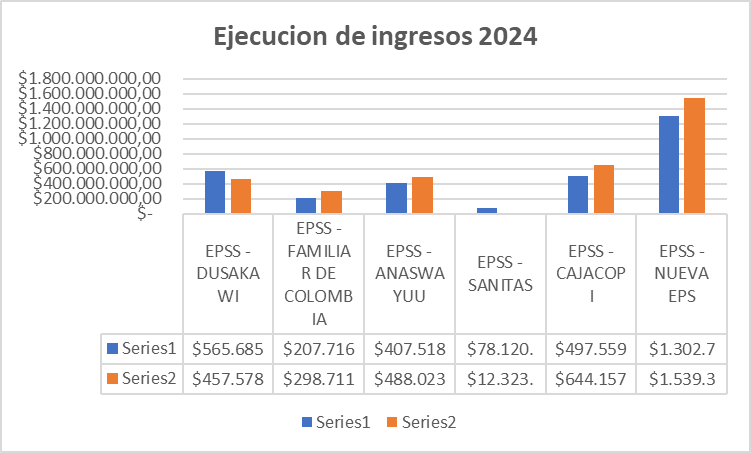 Ejecucion de ingresos 2024
$1.800.000.000,00
$1.600.000.000,00
$1.400.000.000,00
$1.200.000.000,00
$1.000.000.000,00
$800.000.000,00
$600.000.000,00
$400.000.000,00
$200.000.000,00
$-
EPSS -
DUSAKA
WI
EPSS -
FAMILIA
R DE
COLOMB
IA
EPSS -
ANASWA
YUU
EPSS -
SANITAS
EPSS -
CAJACOP
I
EPSS -
NUEVA
EPS
Series1 $565.685 $207.716 $407.518 $78.120. $497.559 $1.302.7
Series2 $457.578 $298.711 $488.023 $12.323. $644.157 $1.539.3
Series1 Series2